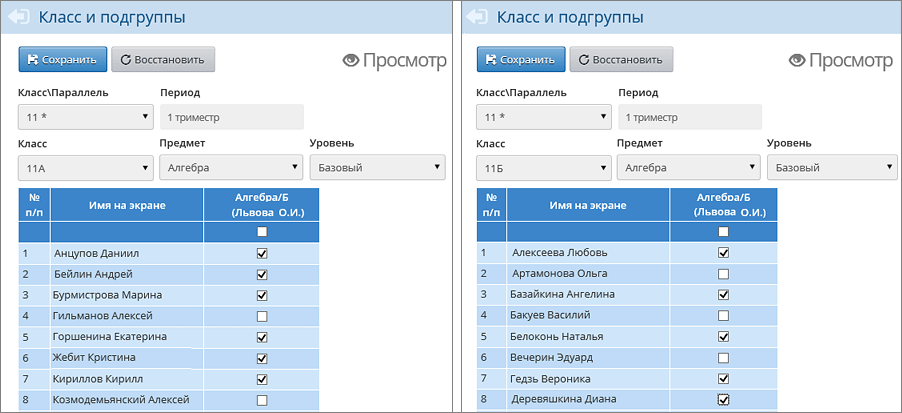 Класс и подгруппы
Сохранить Восстановить Просмотр
Класс\Параллель Период
11 * 1 триместр
Класс Предмет Уровень
11А Алгебра Базовый
№ п/п Имя на экране Алгебра/Б (Львова О.И.)
1 Анцупов Даниил
2 Бейлин Андрей
3 Бурмистрова Марина
4 Гильманов Алексей
5 Горшенина Екатерина
6 Жебит Кристина
7 Кириллов Кирилл
8 Козмодемьянский Алексей
Класс и подгруппы
Сохранить Восстановить Просмотр
Класс\Параллель Период
11 * 1 триместр
Класс Предмет Уровень
11Б Алгебра Базовый
№ п/п Имя на экране Алгебра/Б (Львова О.И.)
1 Алексеева Любовь
2 Артамонова Ольга
3 Базайкина Ангелина
4 Бакуев Василий
5 Белоконь Наталья
6 Вечерин Эдуард
7 Гедзь Вероника
8 Деревяшкина Диана